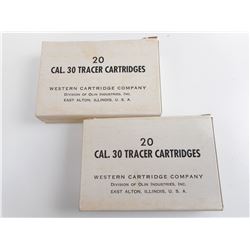 20
CAL. 30 TRACER CARTRIDGES
WESTERN CARTRIDGE COMPANY
DIVISION OF OLIN INDUSTRIES, INC.
EAST ALTON, ILLINOIS, U. S. A.
20
CAL. 30 TRACER CARTRIDGES
WESTERN CARTRIDGE COMPANY
DIVISION OF OLIN INDUSTRIES, INC.
EAST ALTON, ILLINOIS, U. S. A.